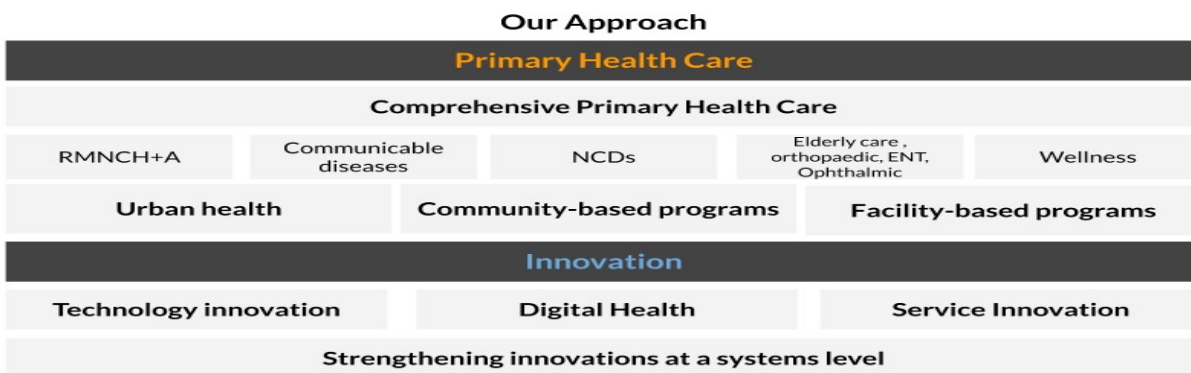 Our Approach
Primary Health Care
Comprehensive Primary Health Care
RMNCH+A
Communicable
diseases
NCDs
Elderly care ,
orthopaedic, ENT,
Ophthalmic
Wellness
Urban health
Community-based programs
Facility-based programs
Innovation
Technology innovation
Digital Health
Service Innovation
Strengthening innovations at a systems level